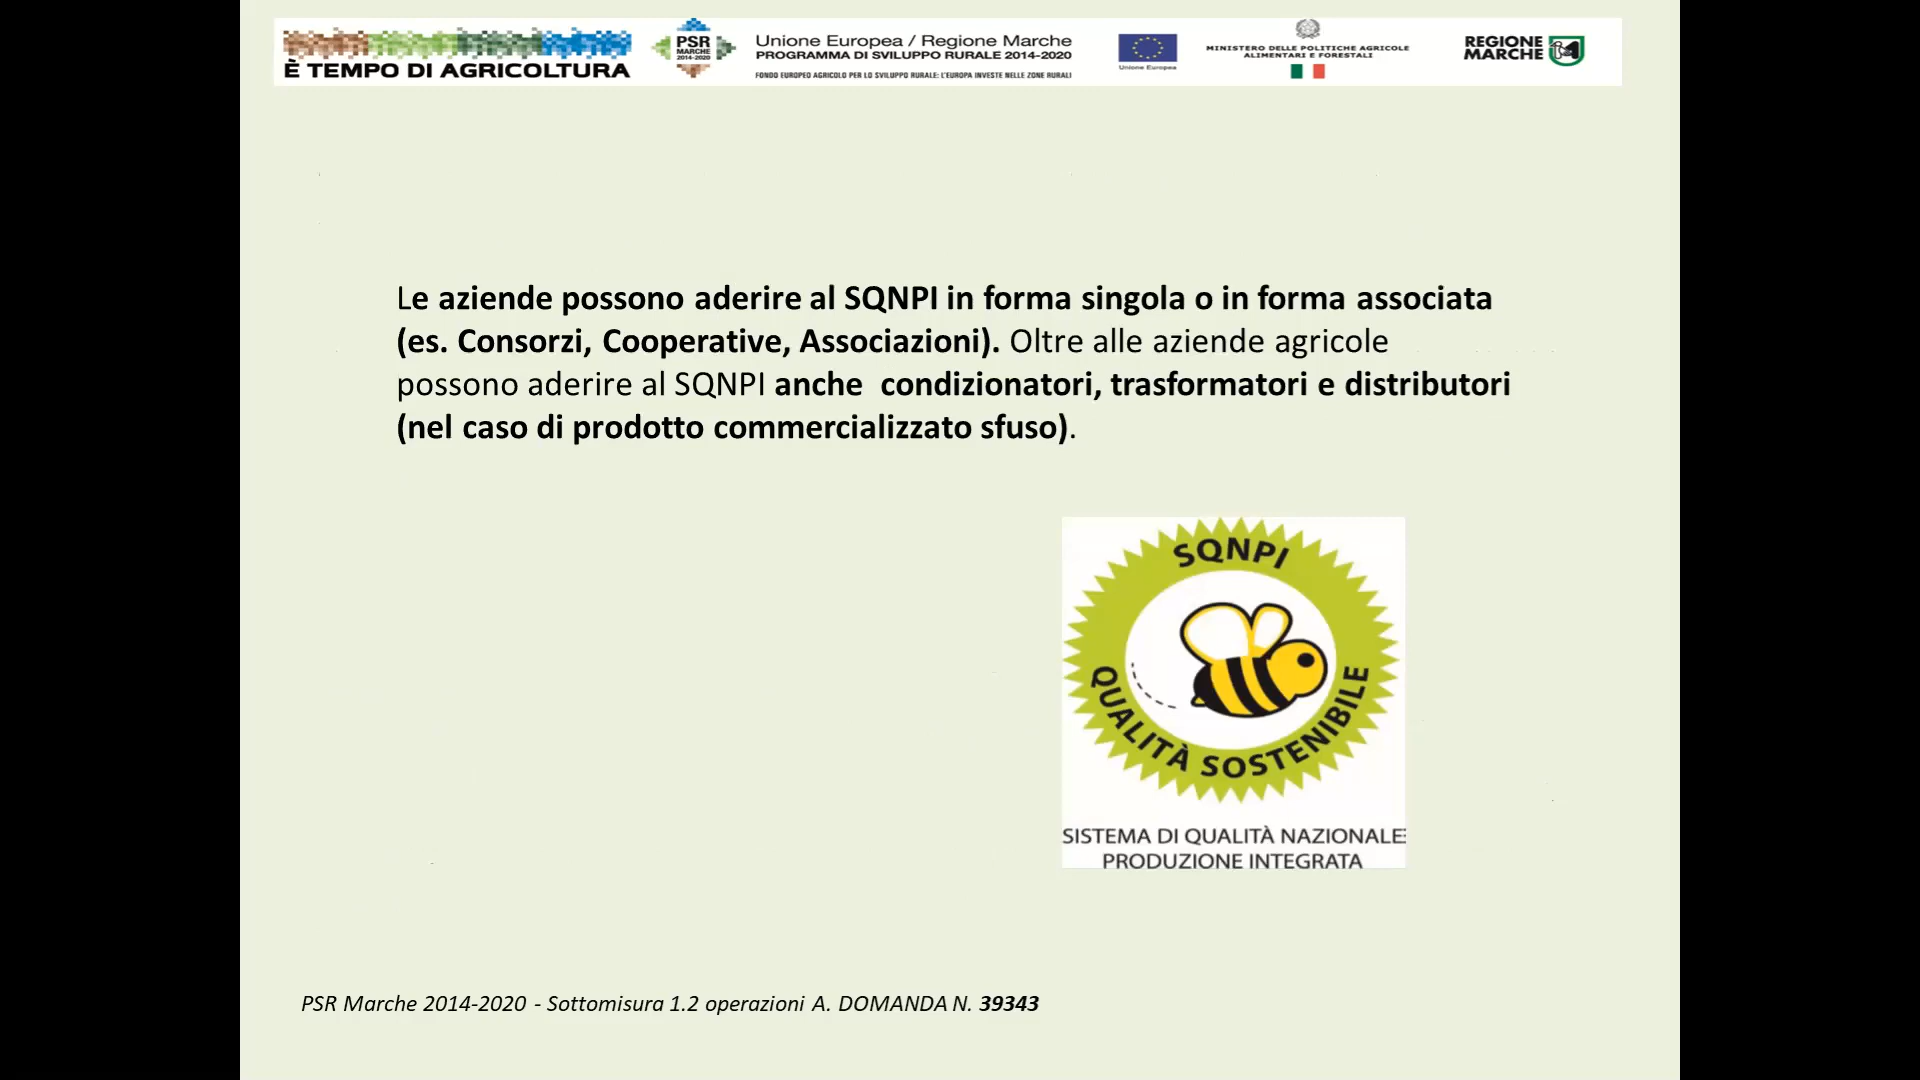 È TEMPO DI AGRICOLTURA
PSR
MARCHE
2014-2020
Unione Europea / Regione Marche
PROGRAMMA DI SVILUPPO RURALE 2014-2020
FONDO EUROPEO AGRICOLO PER LO SVILUPPO RURALE: L'EUROPA INVESTE NELLE ZONE RURALI
Unione Europea
MINISTERO DELLE POLITICHE AGRICOLE
ALIMENTARI E FORESTALI
REGIONE
MARCHE
Le aziende possono aderire al SQNPI in forma singola o in forma associata
(es. Consorzi, Cooperative, Associazioni). Oltre alle aziende agricole
possono aderire al SQNPI anche condizionatori, trasformatori e distributori
(nel caso di prodotto commercializzato sfuso).
SQNPI
QUALITÀ SOSTENIBILE
SISTEMA DI QUALITÀ NAZIONALE
PRODUZIONE INTEGRATA
PSR Marche 2014-2020 - Sottomisura 1.2 operazioni A. DOMANDA N. 39343